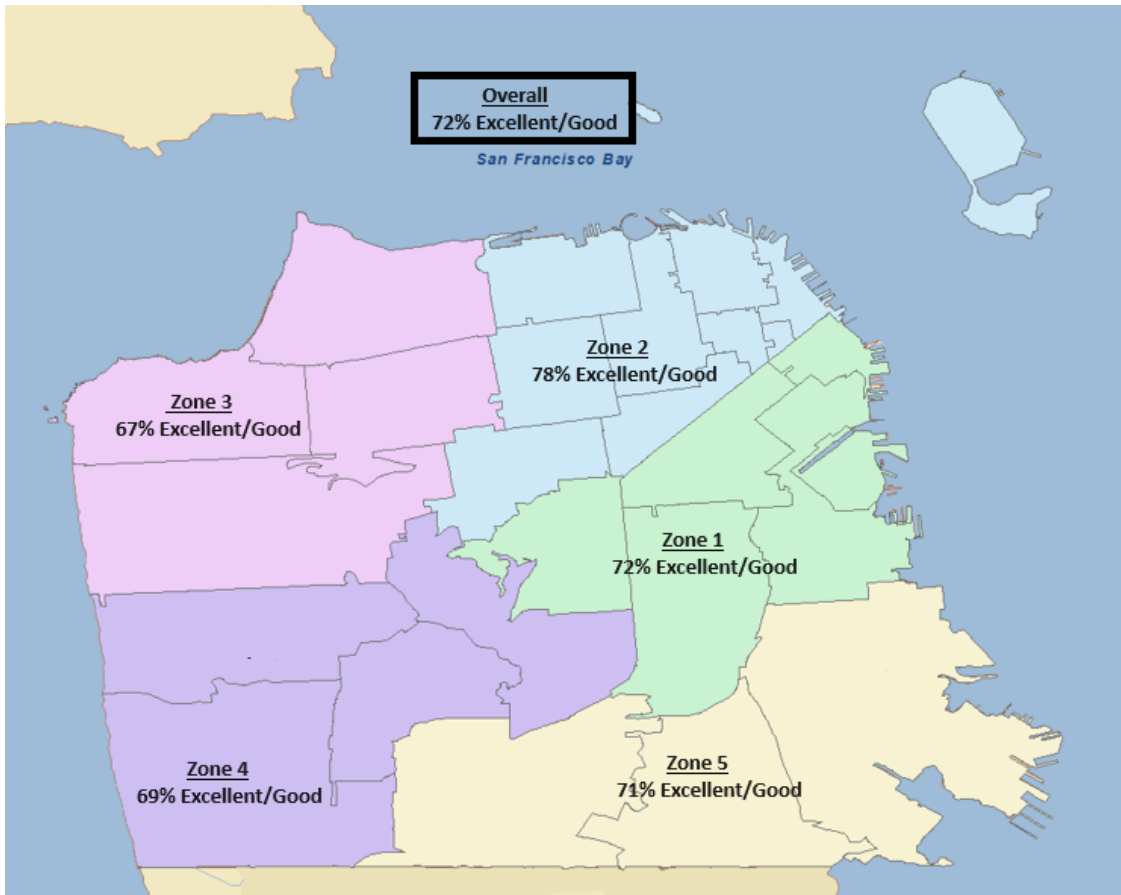 Overall
72% Excellent/Good
San Francisco Bay
Zone 2
78% Excellent/Good
Zone 3
67% Excellent/Good
Zone 1
72% Excellent/Good
Zone 4
69% Excellent/Good
Zone 5
71% Excellent/Good